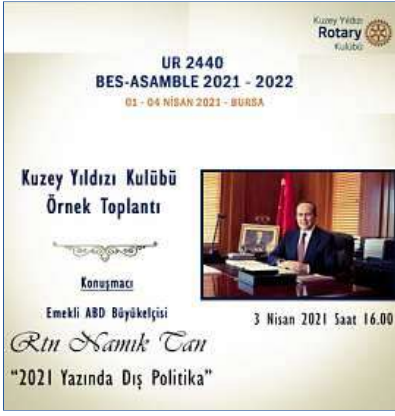 Kuzey Yıldızı
Rotary
Kulübü
UR 2440
BES-ASAMBLE 2021 - 2022
01 - 04 NİSAN 2021 - BURSA
Kuzey Yıldızı Kulübü
Örnek Toplantı
Konuşmacı
Emekli ABD Büyükelçisi
Rtn Namık Tan
“2021 Yazında Dış Politika”
3 Nisan 2021 Saat 16.00